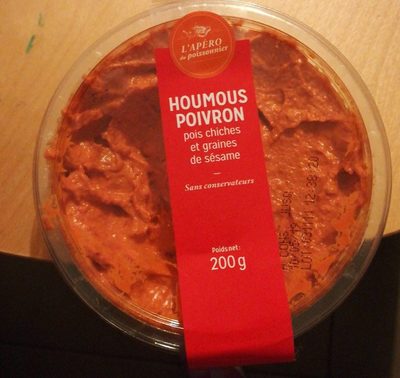 L'APÉRO
du poissonnier
HOUMOUS
POIVRON
pois chiches
et graines
de sésame
Sans conservateurs
Poids net :
200 g